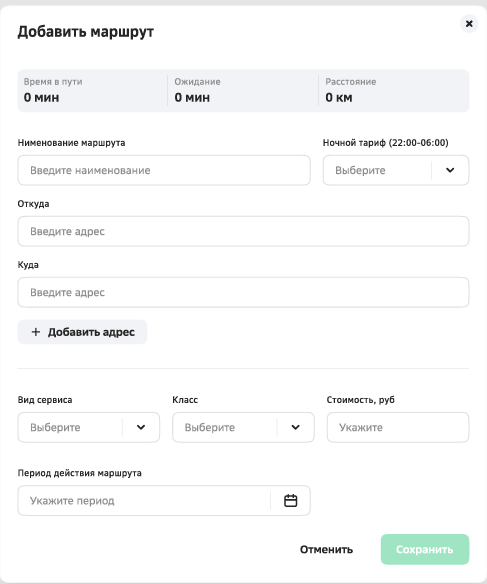 Добавить маршрут
Время в пути Ожидание Расстояние
0 мин 0 мин 0 км
Нименование маршрута Ночной тариф (22:00-06:00)
Введите наименование Выберите
Откуда
Введите адрес
Куда
Введите адрес
+ Добавить адрес
Вид сервиса Класс Стоимость, руб
Выберите Выберите Укажите
Период действия маршрута
Укажите период
Отменить Сохранить